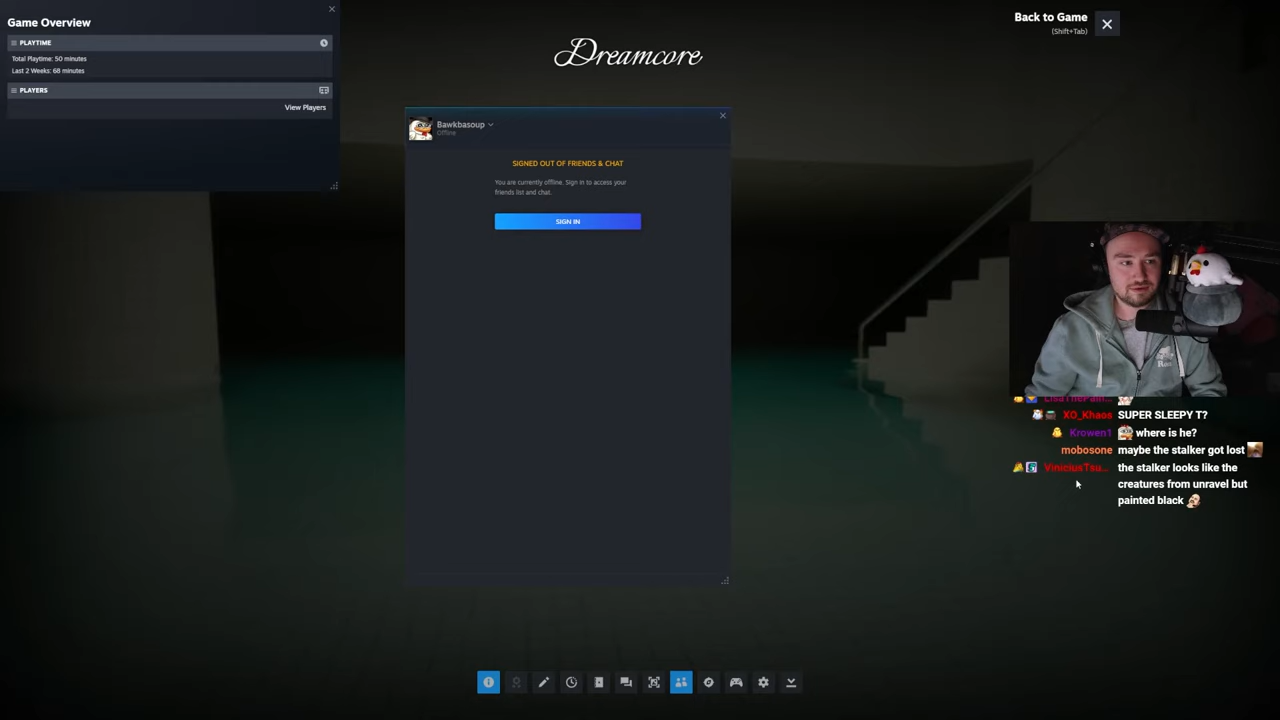 Game Overview
PLAYTIME
Total Playtime: 50 minutes
Last 2 Weeks: 68 minutes
PLAYERS
View Players
Dreamcore
Back to Game
(Shift+Tab)
Bawkbasoup
Offline
SIGNED OUT OF FRIENDS & CHAT
You are currently offline. Sign in to access your
friends list and chat.
SIGN IN
XO_Khaos SUPER SLEEPY T?
Krowen1 where is he?
mobosone maybe the stalker got lost
ViniciusTsu... the stalker looks like the
creatures from unravel but
painted black